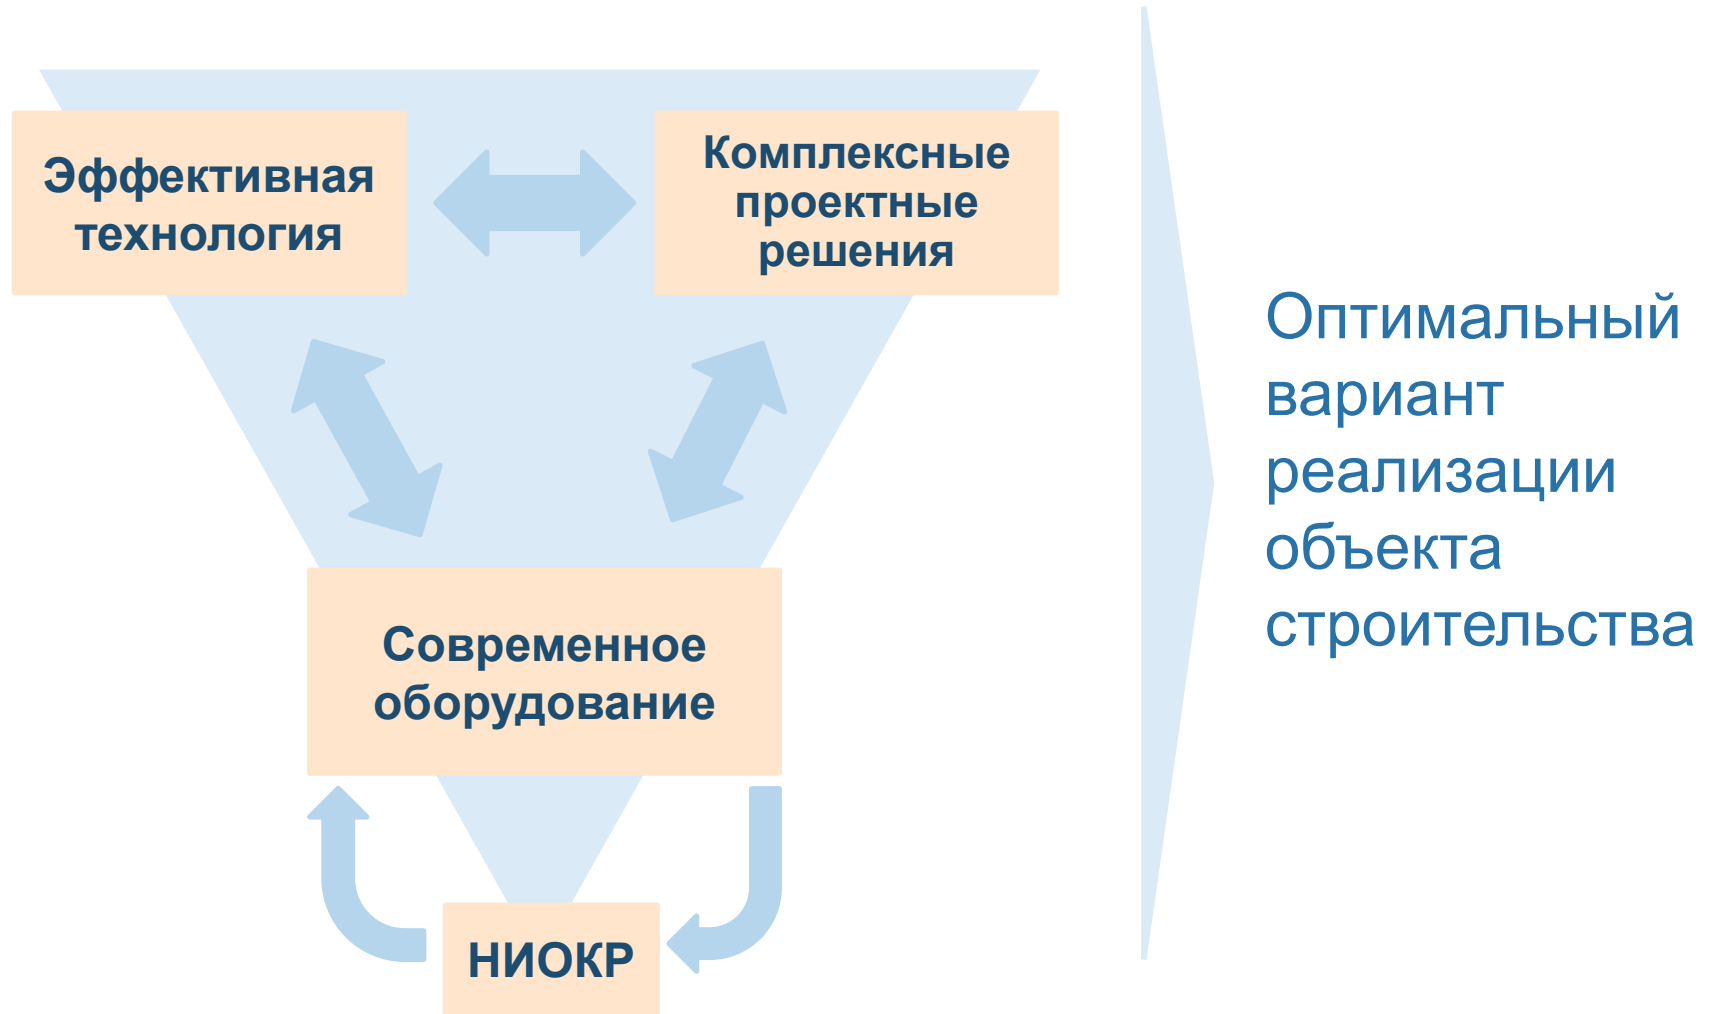 Эффективная
технология
Комплексные
проектные
решения
Современное
оборудование
НИОКР
Оптимальный
вариант
реализации
объекта
строительства